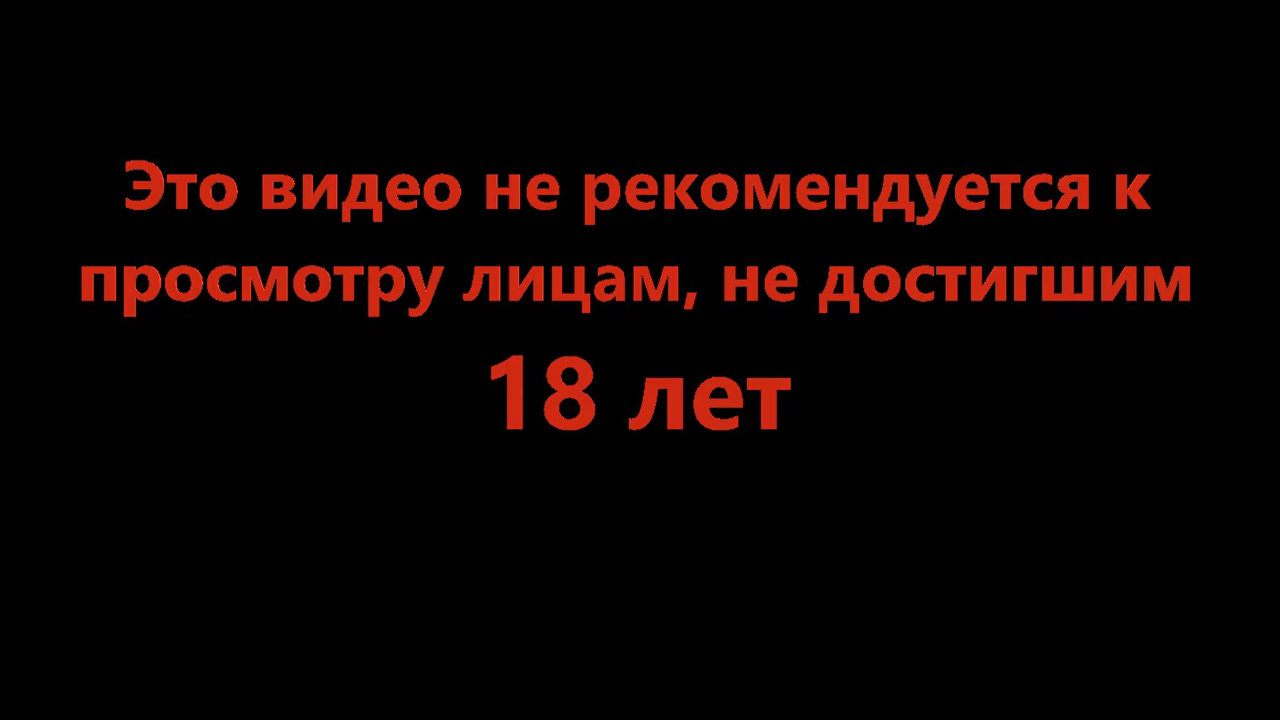 Это видео не рекомендуется к
просмотру лицам, не достигшим
18 лет